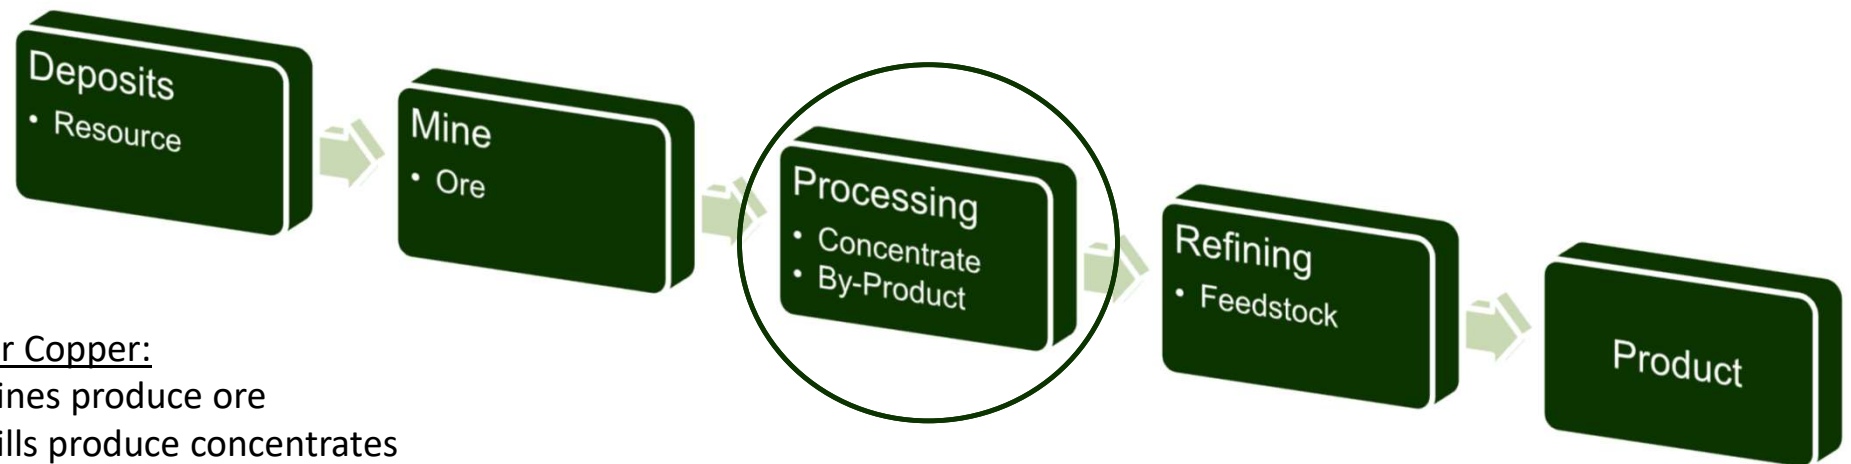 Deposits
• Resource
Mine
• Ore
Processing
• Concentrate
• By-Product
Refining
• Feedstock
Product
r Copper:
ines produce ore
ills produce concentrates